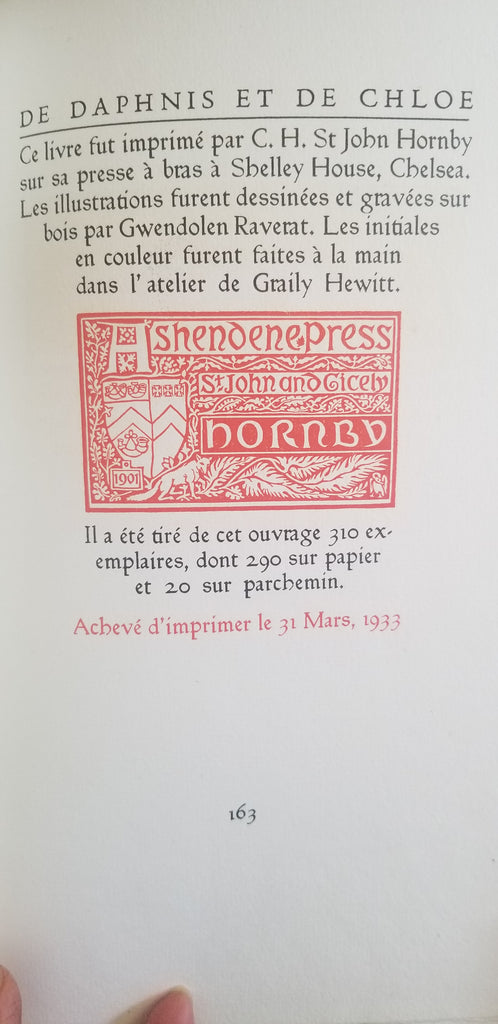 DE DAPHNIS ET DE CHLOE
Ce livre fut imprimé par C. H. St John Hornby
sur sa presse à bras à Shelley House, Chelsea.
Les illustrations furent dessinées et gravées sur
bois par Gwendolen Raverat. Les initiales
en couleur furent faites à la main
dans l'atelier de Graily Hewitt.
Ashendene Press
St. John and Cicely
HORNBY
1901
Il a été tiré de cet ouvrage 310 ex-
emplaires, dont 290 sur papier
et 20 sur parchemin.
Achevé d'imprimer le 31 Mars, 1933
163